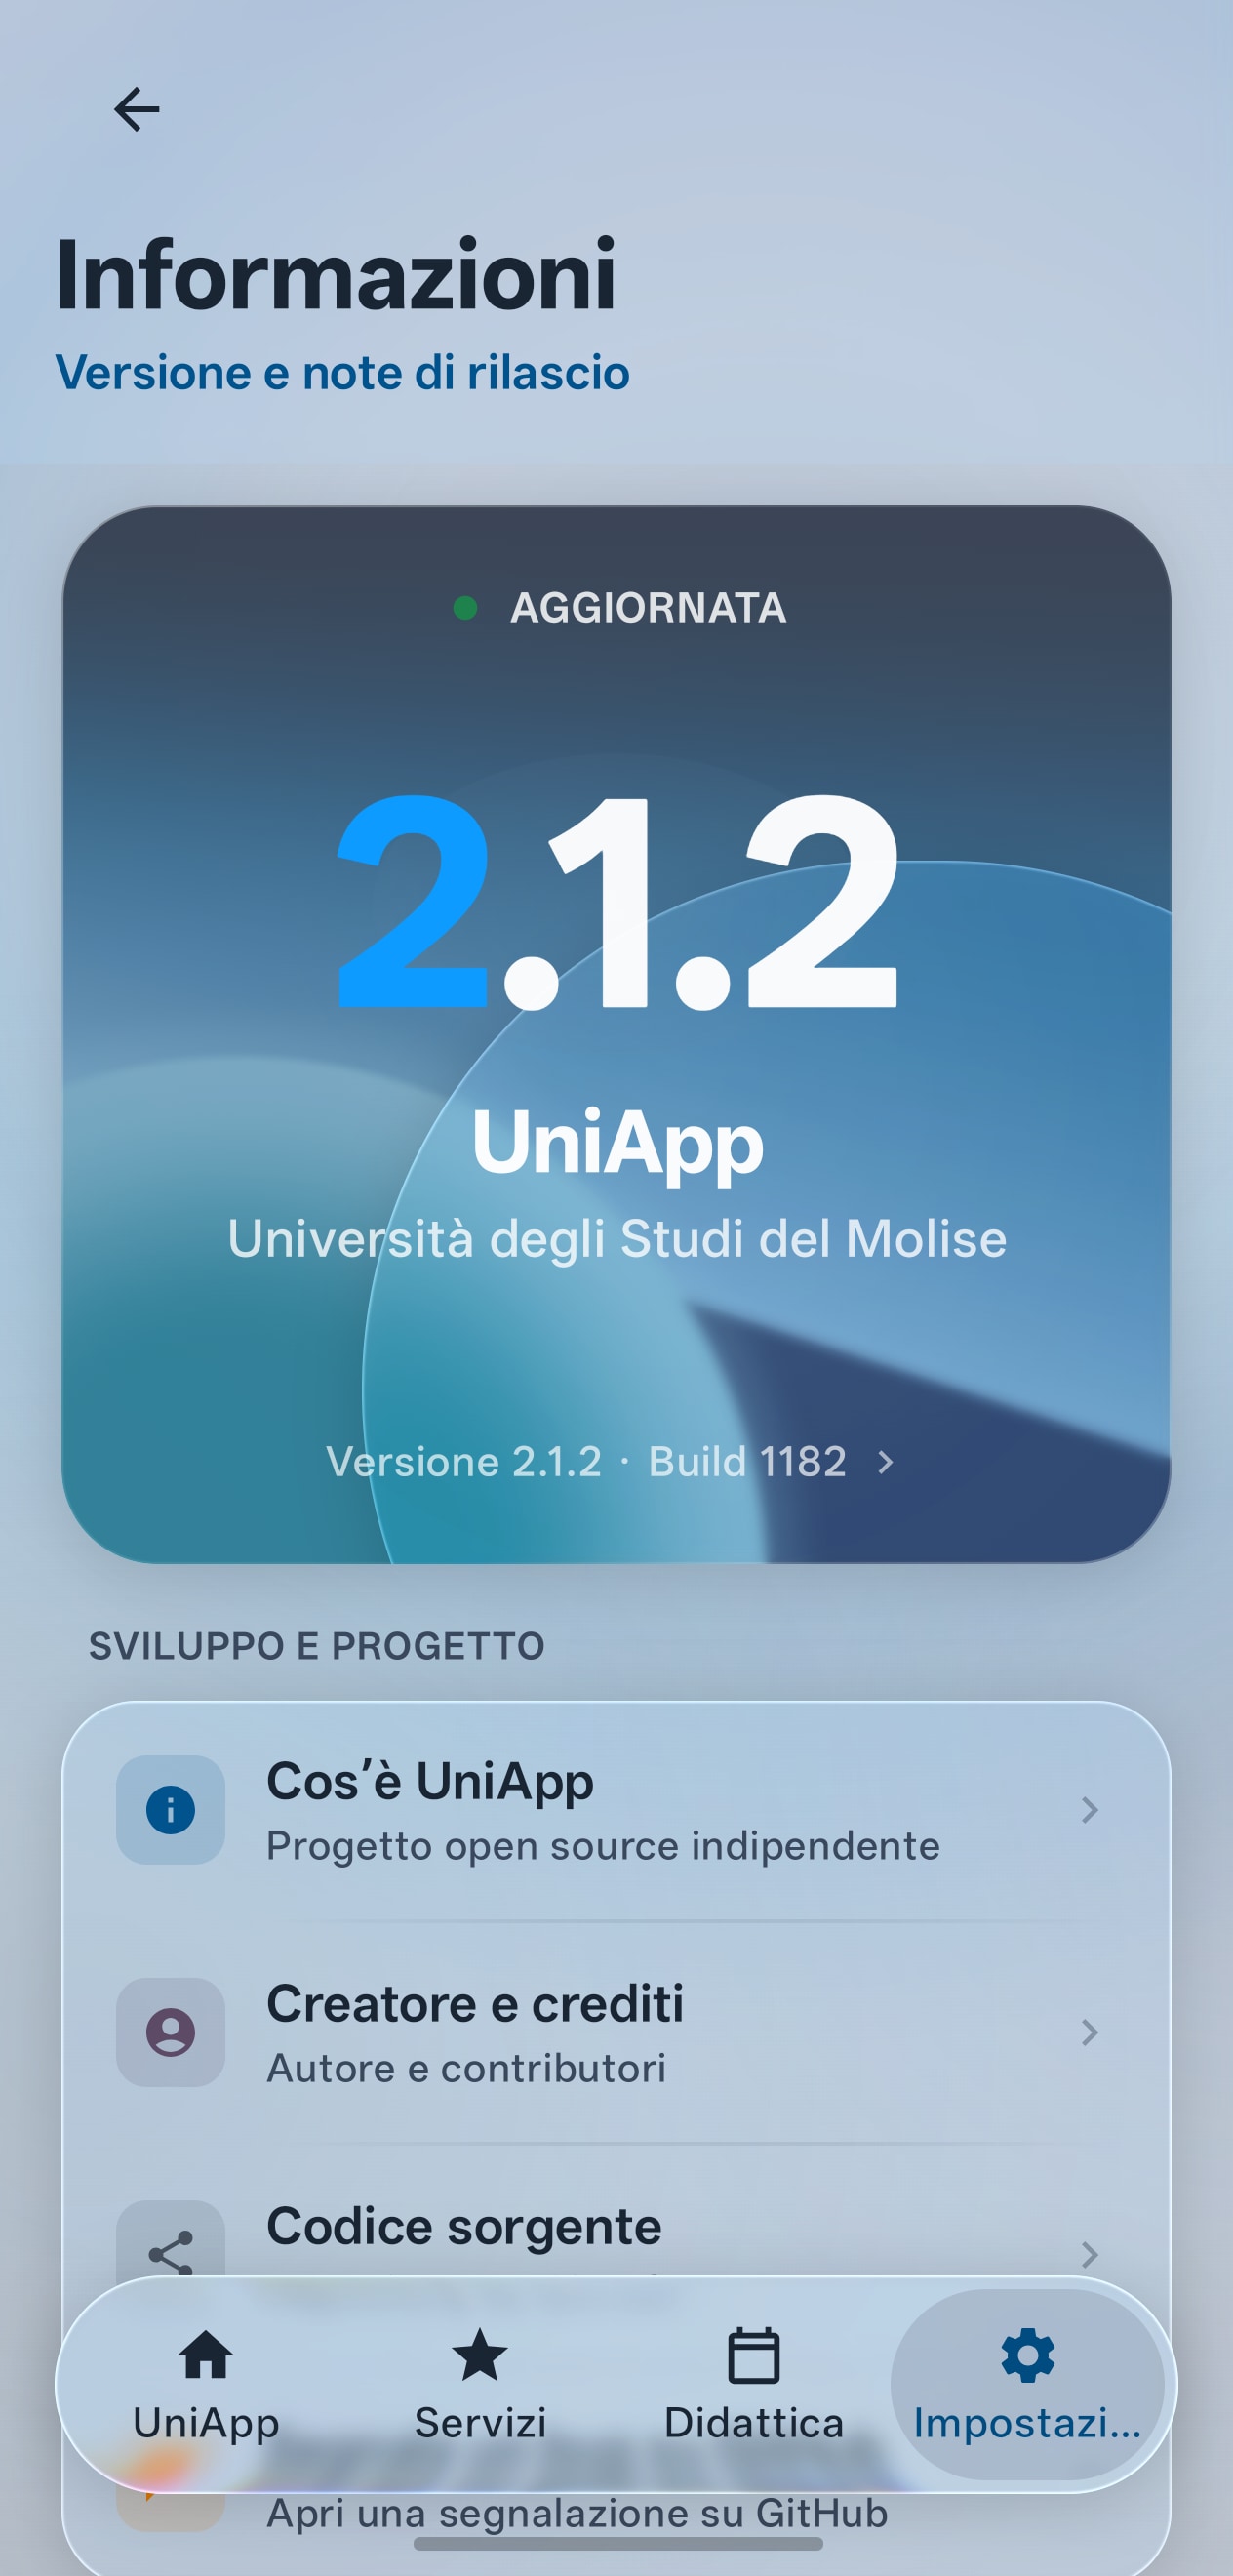 Informazioni
Versione e note di rilascio
AGGIORNATA
2.1.2
UniApp
Università degli Studi del Molise
Versione 2.1.2 · Build 1182
SVILUPPO E PROGETTO
Cos’è UniApp
Progetto open source indipendente
Creatore e crediti
Autore e contributori
Codice sorgente
UniApp
Servizi
Didattica
Impostazi...
Apri una segnalazione su GitHub